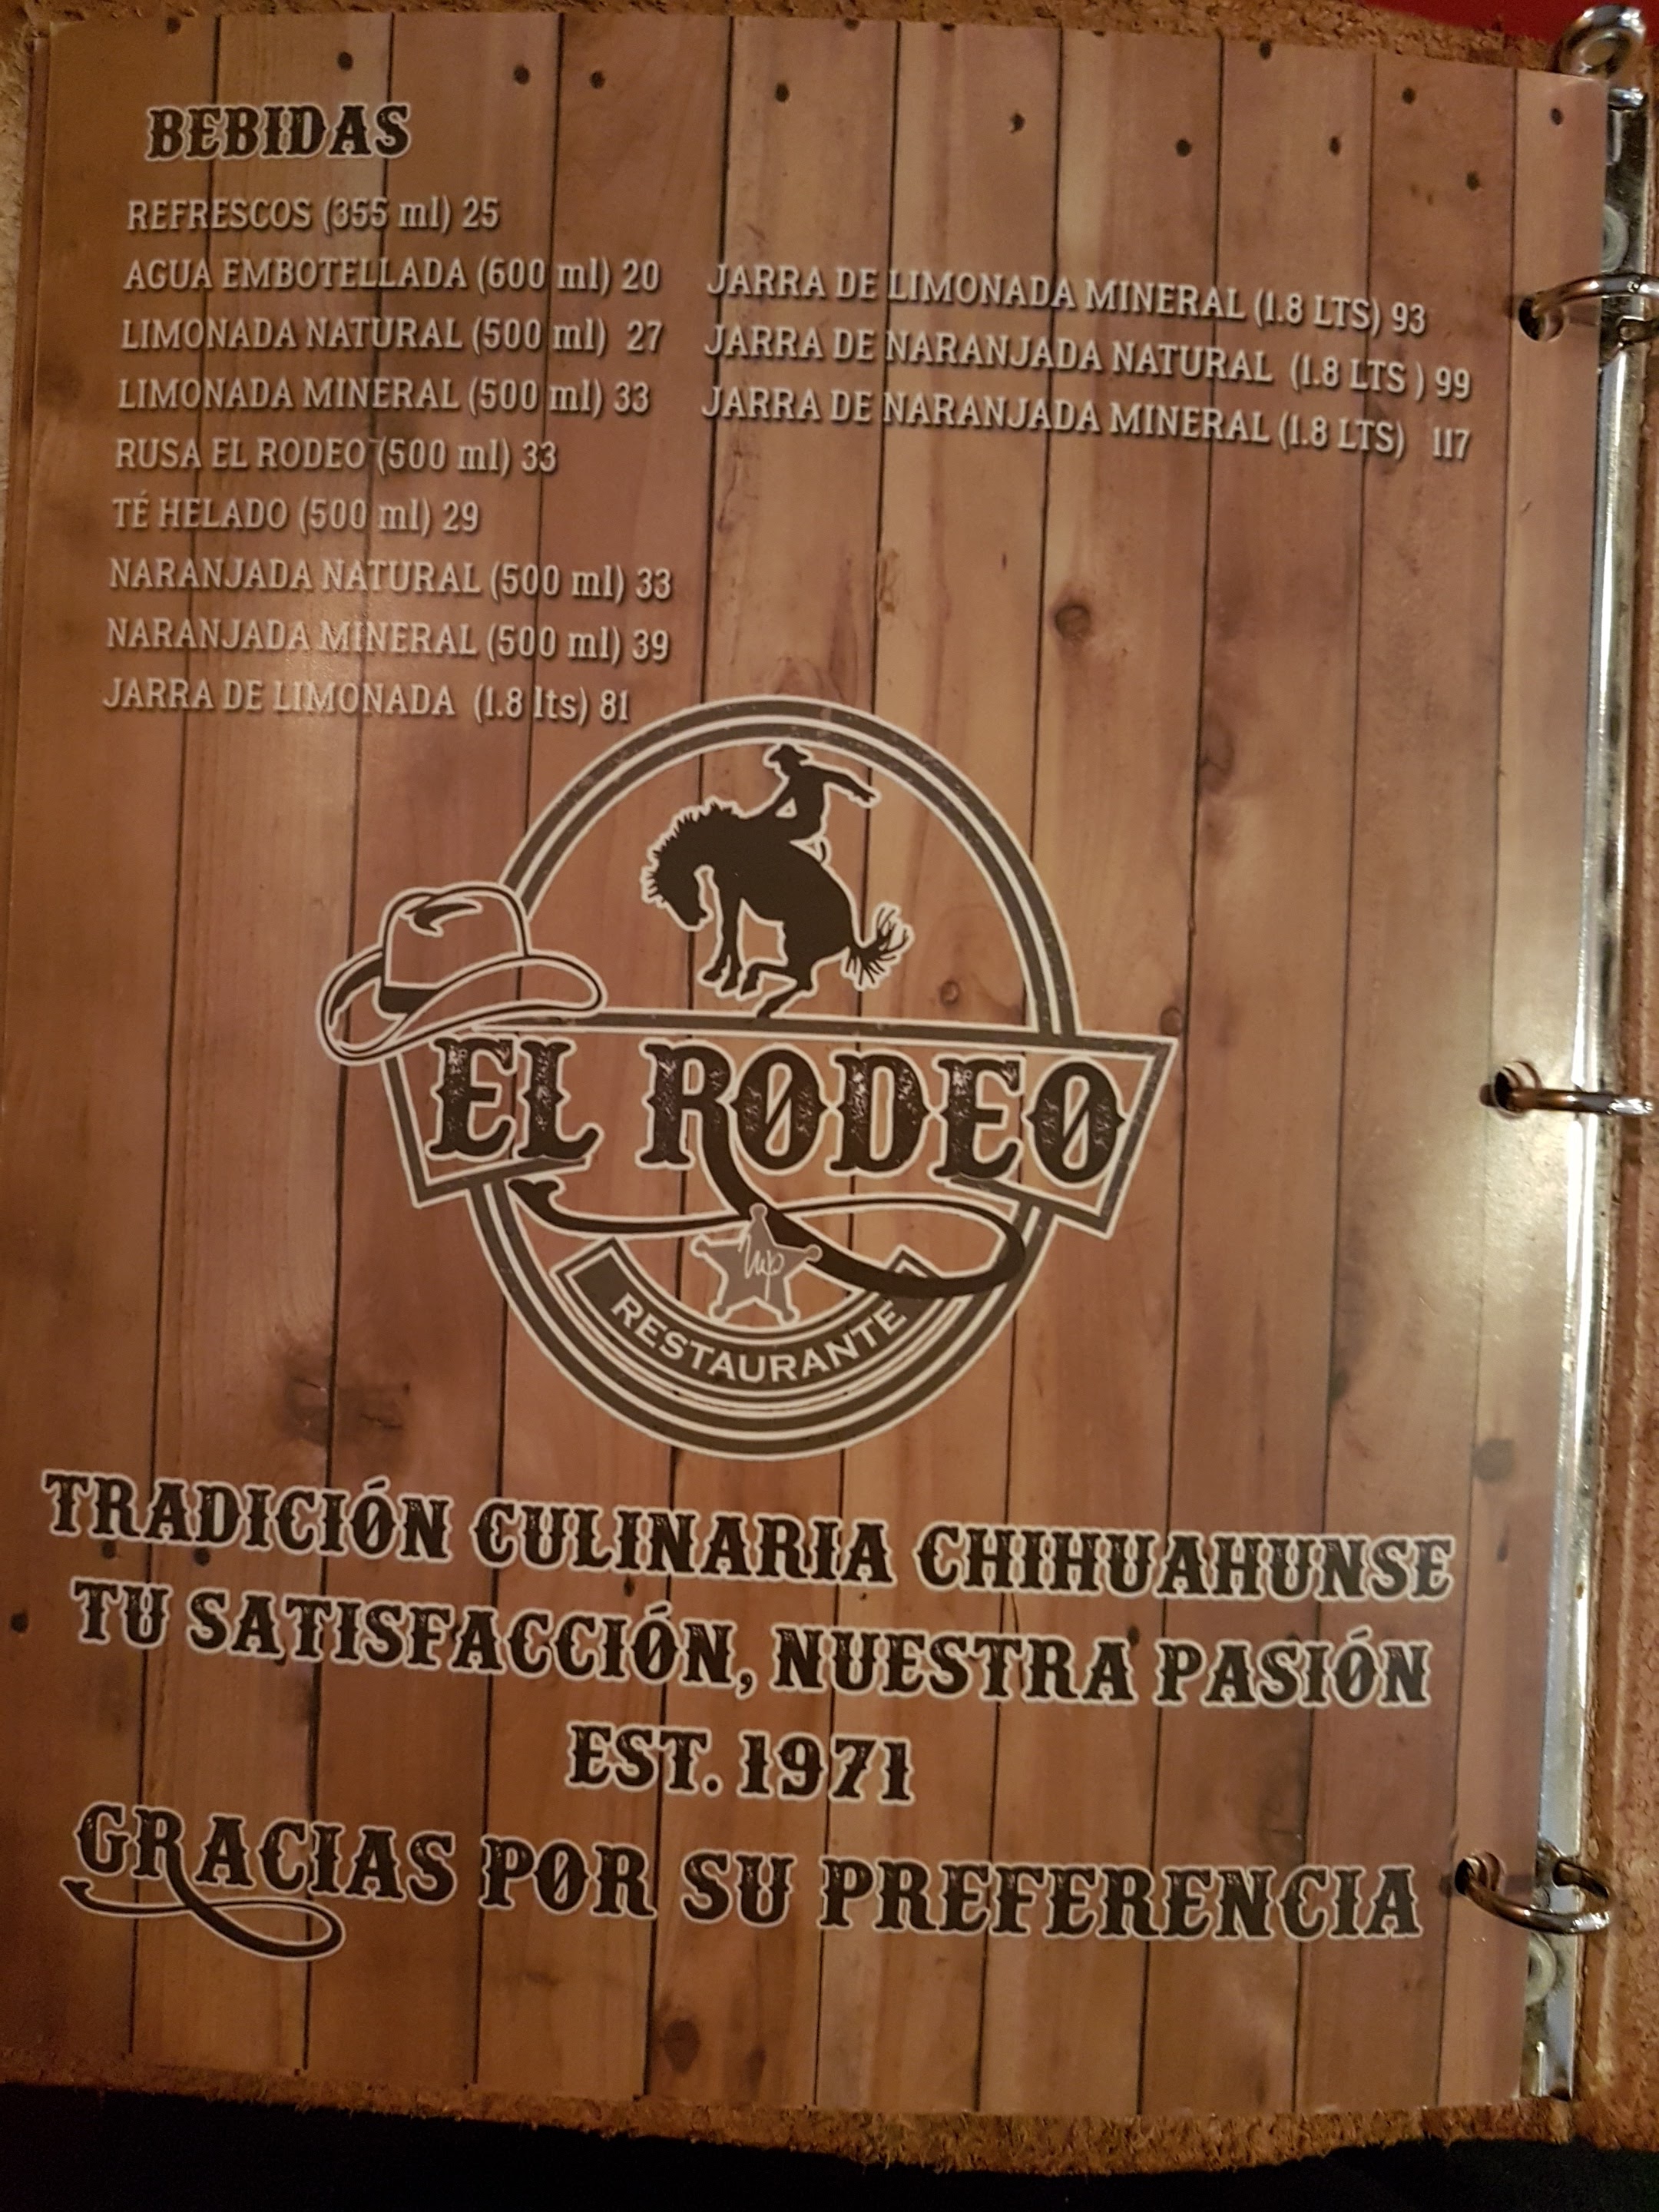 BEBIDAS
REFRESCOS (355 ml) 25
AGUA EMBOTELLADA (600 ml) 20
LIMONADA NATURAL (500 ml) 27
LIMONADA MINERAL (500 ml) 33
RUSA EL RODEO (500 ml) 33
TÉ HELADO (500 ml) 29
NARANJADA NATURAL (500 ml) 33
NARANJADA MINERAL (500 ml) 39
JARRA DE LIMONADA (1.8 lts) 81
JARRA DE LIMONADA MINERAL (1.8 LTS) 93
JARRA DE NARANJADA NATURAL (1.8 LTS ) 99
JARRA DE NARANJADA MINERAL (1.8 LTS) 117
EL RODEO
RESTAURANTE
TRADICIÓN CULINARIA CHIHUAHUNSE
TU SATISFACCIÓN, NUESTRA PASIÓN
EST. 1971
GRACIAS POR SU PREFERENCIA